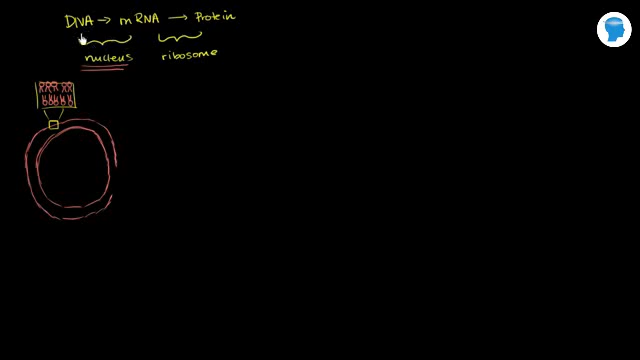 DNA → mRNA → Protein
nucleus ribosome